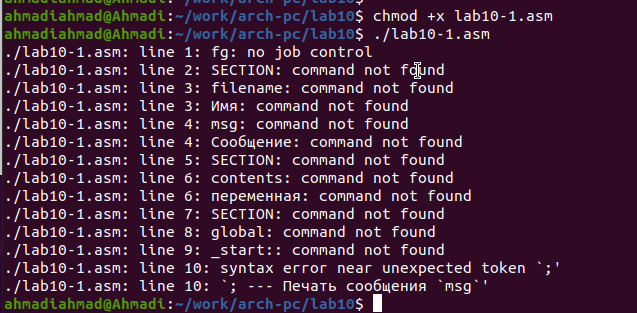 ahmadiahmad@Ahmadi:~/work/arch-pc/lab10$ chmod +x lab10-1.asm
ahmadiahmad@Ahmadi:~/work/arch-pc/lab10$ ./lab10-1.asm
./lab10-1.asm: line 1: fg: no job control
./lab10-1.asm: line 2: SECTION: command not found
./lab10-1.asm: line 3: filename: command not found
./lab10-1.asm: line 3: Имя: command not found
./lab10-1.asm: line 4: msg: command not found
./lab10-1.asm: line 4: Сообщение: command not found
./lab10-1.asm: line 5: SECTION: command not found
./lab10-1.asm: line 6: contents: command not found
./lab10-1.asm: line 6: переменная: command not found
./lab10-1.asm: line 7: SECTION: command not found
./lab10-1.asm: line 8: global: command not found
./lab10-1.asm: line 9: _start:: command not found
./lab10-1.asm: line 10: syntax error near unexpected token `;'
./lab10-1.asm: line 10: `; --- Печать сообщения `msg`'
ahmadiahmad@Ahmadi:~/work/arch-pc/lab10$